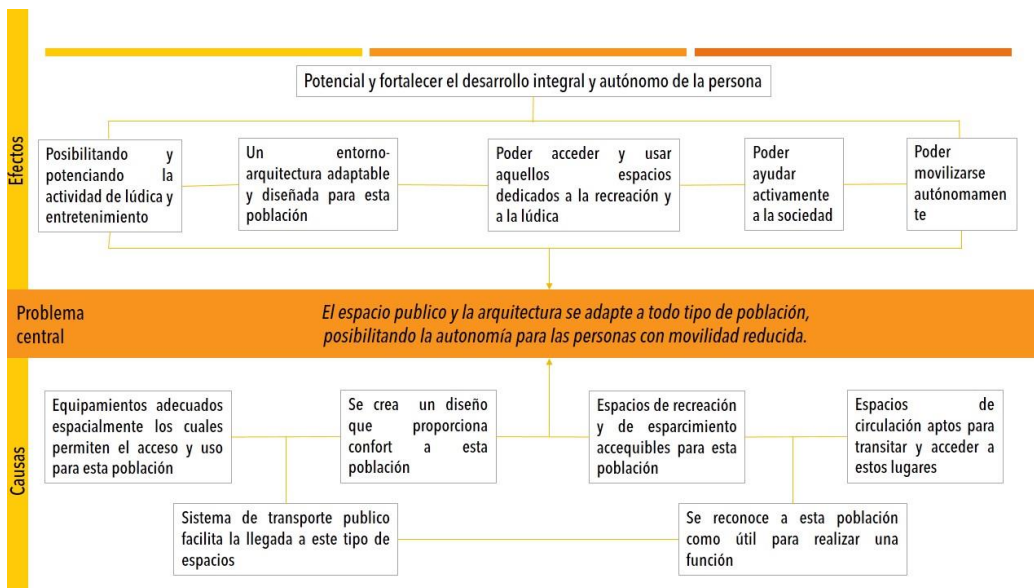 Potencial y fortalecer el desarrollo integral y autónomo de la persona
Efectos
Posibilitando y
potenciando la
actividad de lúdica y
entretenimiento
Un entorno-
arquitectura adaptable
y diseñada para esta
población
Poder acceder y usar
aquellos espacios
dedicados a la recreación y
a la lúdica
Poder
ayudar
activamente
a la sociedad
Poder
movilizarse
autónomamen
te
Problema
central
El espacio publico y la arquitectura se adapte a todo tipo de población,
posibilitando la autonomía para las personas con movilidad reducida.
Causas
Equipamientos adecuados
espacialmente los cuales
permiten el acceso y uso
para esta población
Se crea un diseño
que proporciona
confort a esta
población
Espacios de recreación
y de esparcimiento
accequibles para esta
población
Espacios de
circulación aptos para
transitar y acceder a
estos lugares
Sistema de transporte publico
facilita la llegada a este tipo de
espacios
Se reconoce a esta población
como útil para realizar una
función